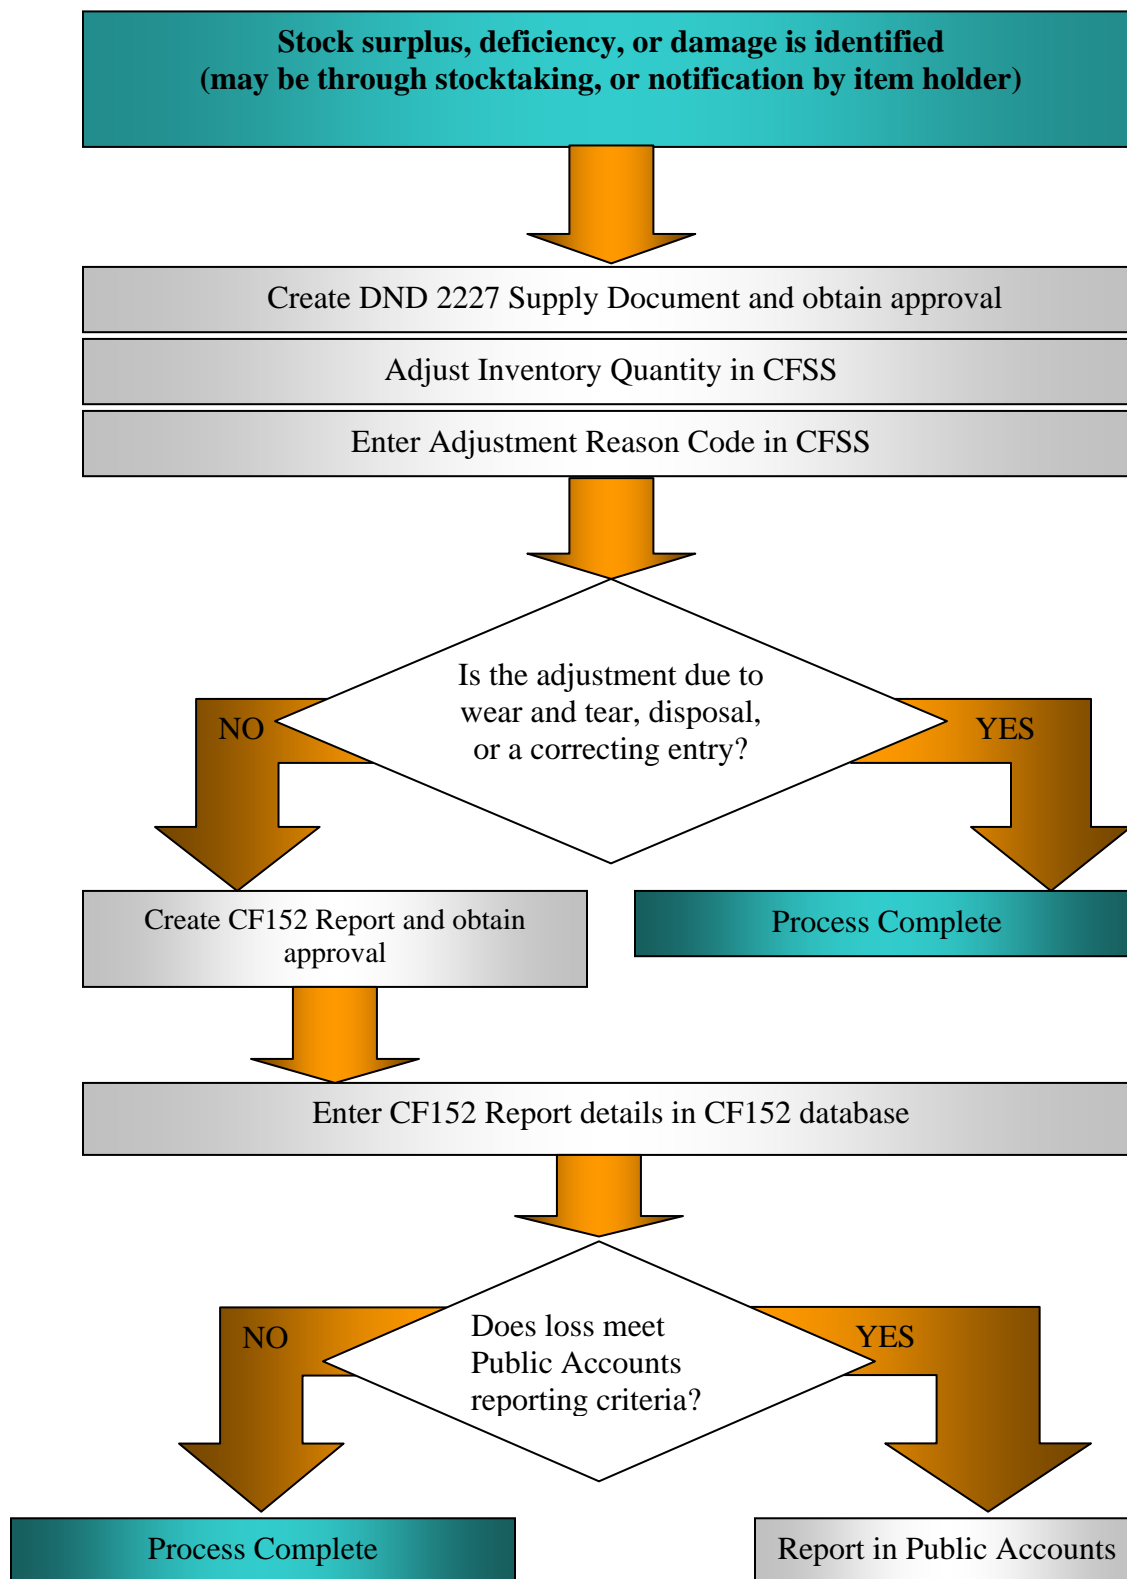 Stock surplus, deficiency, or damage is identified
(may be through stocktaking, or notification by item holder)
Create DND 2227 Supply Document and obtain approval
Adjust Inventory Quantity in CFSS
Enter Adjustment Reason Code in CFSS
Is the adjustment due to
wear and tear, disposal,
or a correcting entry?
NO
YES
Create CF152 Report and obtain
approval
Process Complete
Enter CF152 Report details in CF152 database
Does loss meet
Public Accounts
reporting criteria?
NO
YES
Process Complete
Report in Public Accounts